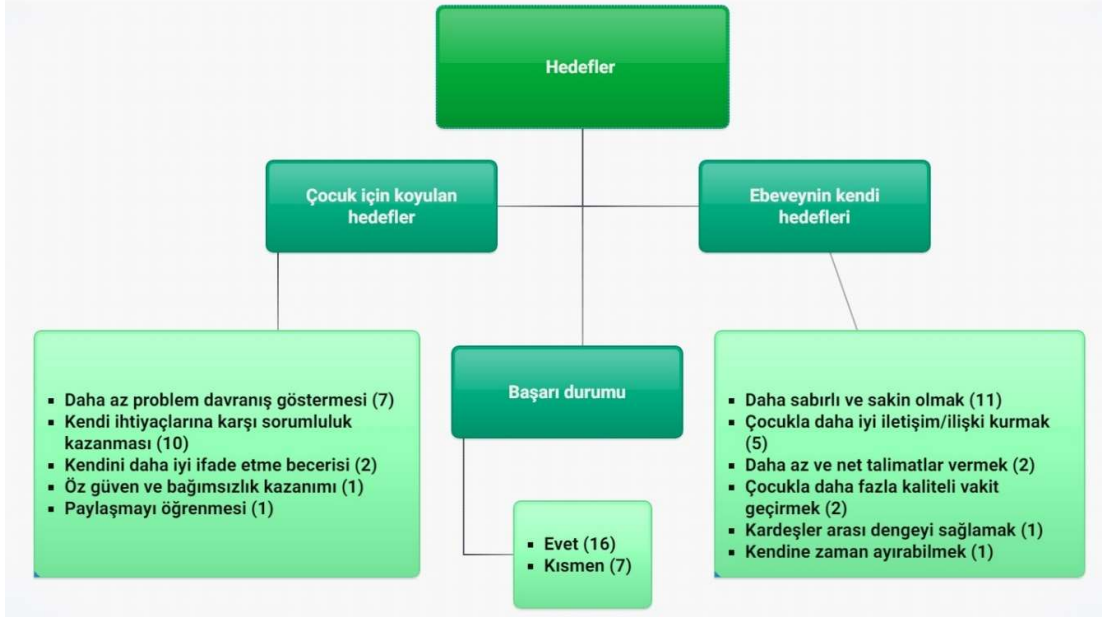 Hedefler
Çocuk için koyulan
hedefler
Ebeveynin kendi
hedefleri
▪ Daha az problem davranış göstermesi (7)
▪ Kendi ihtiyaçlarına karşı sorumluluk
kazanması (10)
▪ Kendini daha iyi ifade etme becerisi (2)
▪ Öz güven ve bağımsızlık kazanımı (1)
▪ Paylaşmayı öğrenmesi (1)
Başarı durumu
▪ Evet (16)
▪ Kısmen (7)
▪ Daha sabırlı ve sakin olmak (11)
▪ Çocukla daha iyi iletişim/ilişki kurmak
(5)
▪ Daha az ve net talimatlar vermek (2)
▪ Çocukla daha fazla kaliteli vakit
geçirmek (2)
▪ Kardeşler arası dengeyi sağlamak (1)
▪ Kendine zaman ayırabilmek (1)